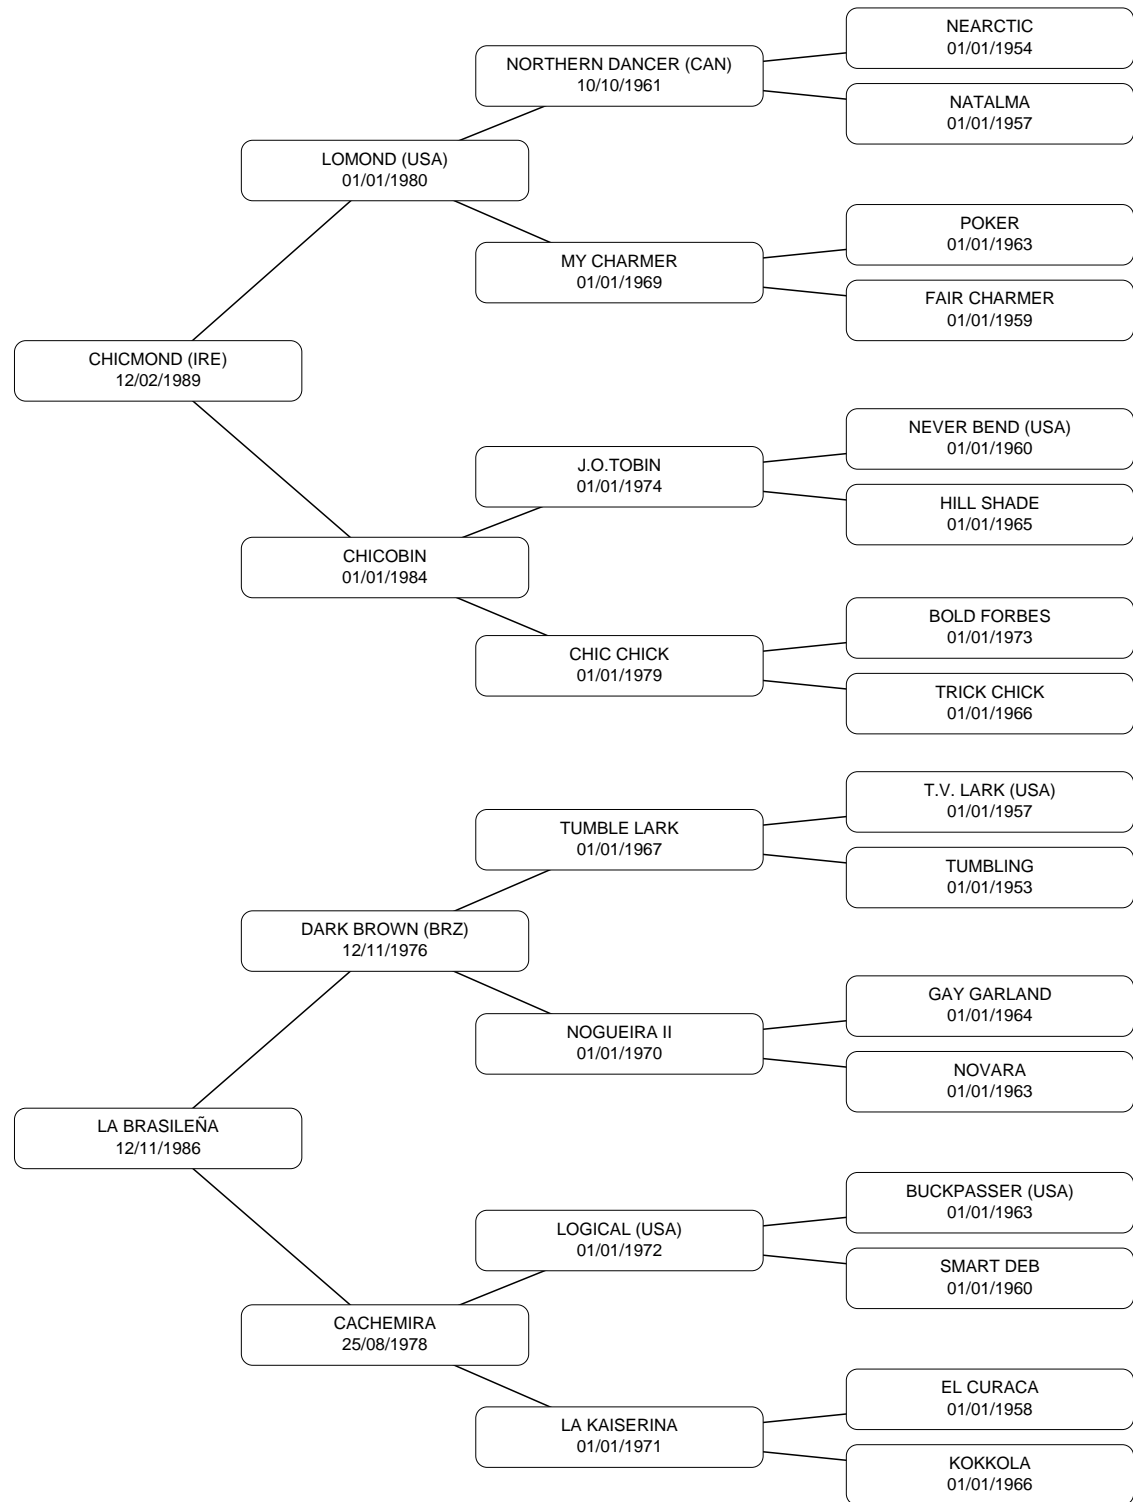 NEARCTIC
01/01/1954
NORTHERN DANCER (CAN)
10/10/1961
NATALMA
01/01/1957
LOMOND (USA)
01/01/1980
POKER
01/01/1963
MY CHARMER
01/01/1969
FAIR CHARMER
01/01/1959
CHICMOND (IRE)
12/02/1989
NEVER BEND (USA)
01/01/1960
J.O.TOBIN
01/01/1974
HILL SHADE
01/01/1965
CHICOBIN
01/01/1984
BOLD FORBES
01/01/1973
CHIC CHICK
01/01/1979
TRICK CHICK
01/01/1966
T.V. LARK (USA)
01/01/1957
TUMBLE LARK
01/01/1967
TUMBLING
01/01/1953
DARK BROWN (BRZ)
12/11/1976
GAY GARLAND
01/01/1964
NOGUEIRA II
01/01/1970
NOVARA
01/01/1963
LA BRASILEÑA
12/11/1986
BUCKPASSER (USA)
01/01/1963
LOGICAL (USA)
01/01/1972
SMART DEB
01/01/1960
CACHEMIRA
25/08/1978
EL CURACA
01/01/1958
LA KAISERINA
01/01/1971
KOKKOLA
01/01/1966